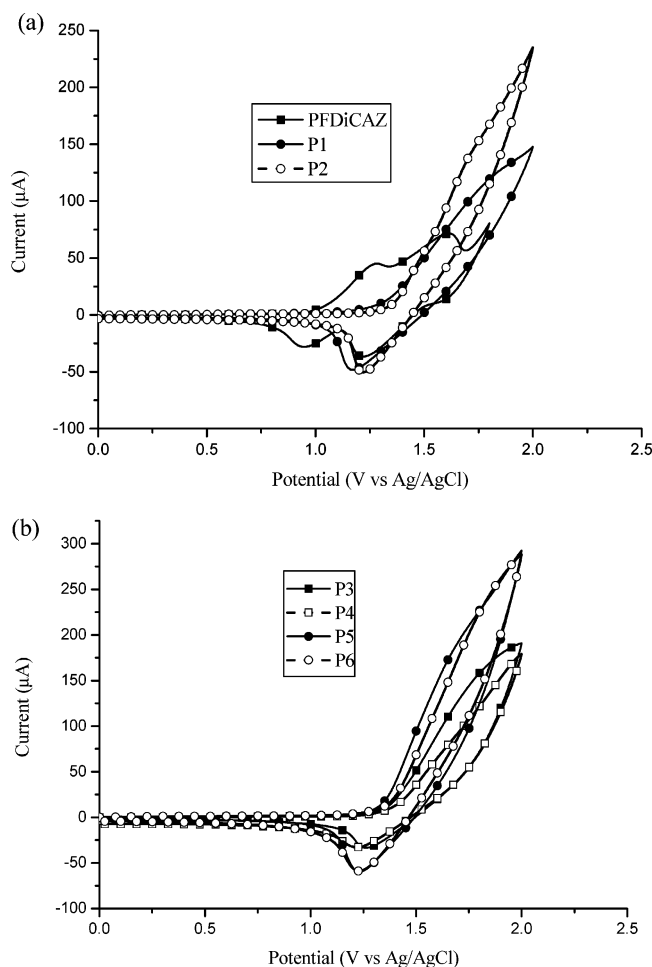 (a)
250
200
150
100
50
0
-50
-100
Current (μA)
PFDiCAZ
P1
P2
0.0 0.5 1.0 1.5 2.0 2.5
Potential (V vs Ag/AgCl)
(b)
300
250
200
150
100
50
0
-50
-100
Current (μA)
P3
P4
P5
P6
0.0 0.5 1.0 1.5 2.0 2.5
Potential (V vs Ag/AgCl)